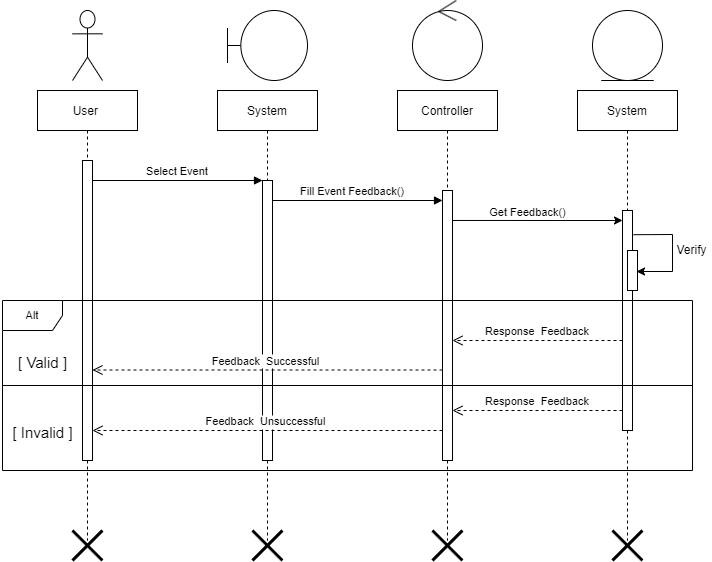 User
System
Controller
System
Select Event
Fill Event Feedback()
Get Feedback()
Verify
Alt
Response Feedback
[ Valid ]
Feedback Successful
Response Feedback
Feedback Unsuccessful
[ Invalid ]